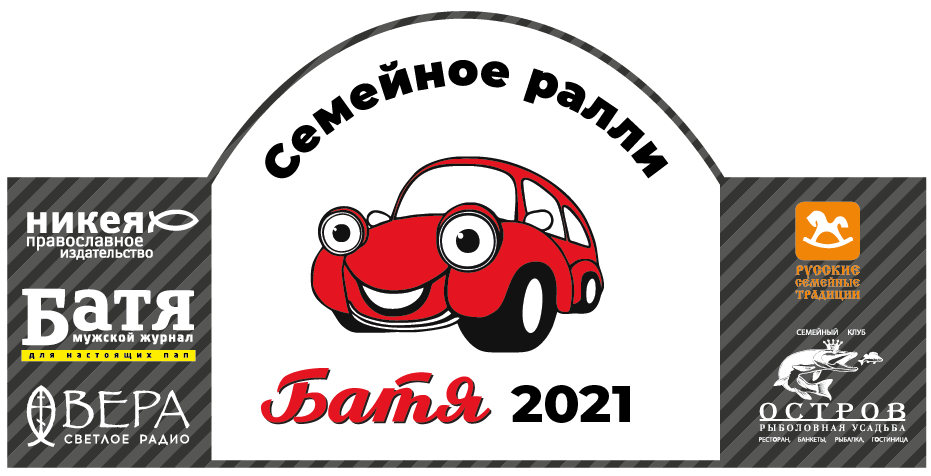 Семейное ралли
Батя 2021
никея
православное
издательство
Батя
мужской журнал
для настоящих пап
ВЕРА
СВЕТЛОЕ РАДИО
РУССКИЕ
СЕМЕЙНЫЕ
ТРАДИЦИИ
СЕМЕЙНЫЙ КЛУБ
ОСТРОВ
РЫБОЛОВНАЯ УСАДЬБА
РЕСТОРАН, БАНКЕТЫ, РЫБАЛКА, ГОСТИНИЦА